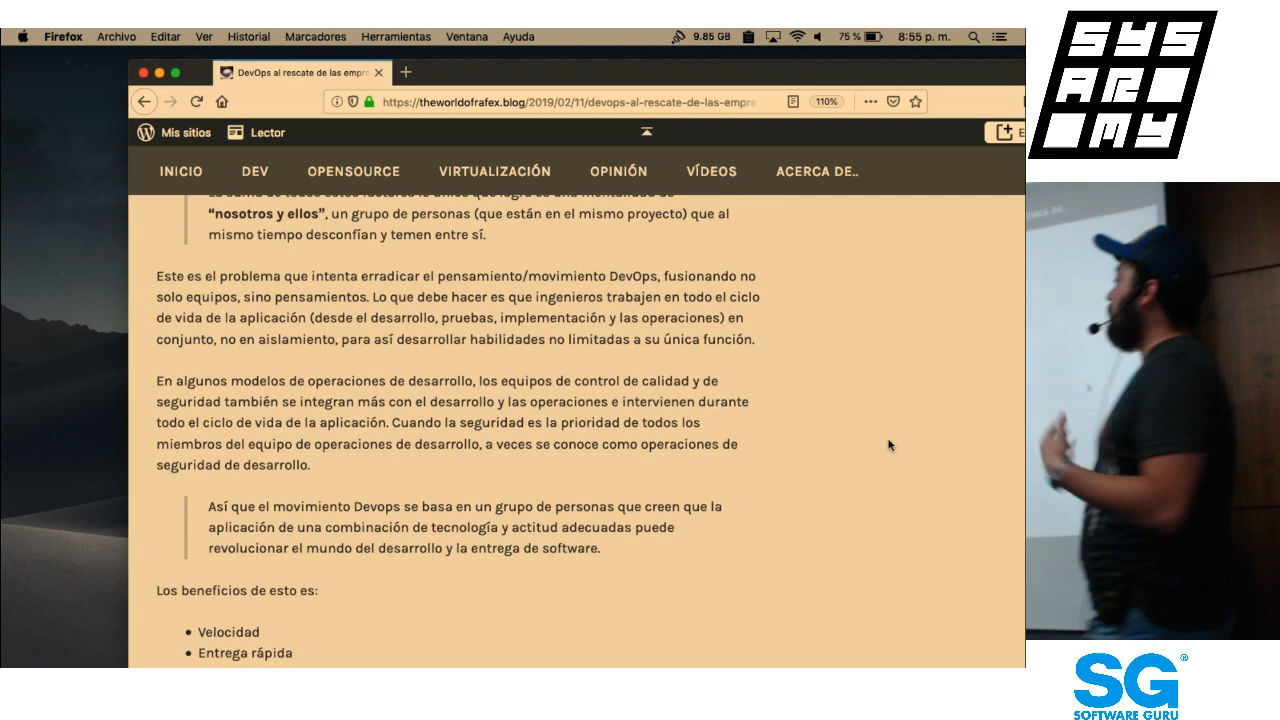 Firefox Archivo Editar Ver Historial Marcadores Herramientas Ventana Ayuda 9.85 GB 75 % 8:55 p. m.
DevOps al rescate de las empre
https://theworldofrafex.blog/2019/02/11/devops-al-rescate-de-las-empre 110%
Mis sitios Lector E
INICIO DEV OPENSOURCE VIRTUALIZACIÓN OPINIÓN VÍDEOS ACERCA DE..
“nosotros y ellos”, un grupo de personas (que están en el mismo proyecto) que al
mismo tiempo desconfían y temen entre sí.
Este es el problema que intenta erradicar el pensamiento/movimiento DevOps, fusionando no
solo equipos, sino pensamientos. Lo que debe hacer es que ingenieros trabajen en todo el ciclo
de vida de la aplicación (desde el desarrollo, pruebas, implementación y las operaciones) en
conjunto, no en aislamiento, para así desarrollar habilidades no limitadas a su única función.
En algunos modelos de operaciones de desarrollo, los equipos de control de calidad y de
seguridad también se integran más con el desarrollo y las operaciones e intervienen durante
todo el ciclo de vida de la aplicación. Cuando la seguridad es la prioridad de todos los
miembros del equipo de operaciones de desarrollo, a veces se conoce como operaciones de
seguridad de desarrollo.
Así que el movimiento Devops se basa en un grupo de personas que creen que la
aplicación de una combinación de tecnología y actitud adecuadas puede
revolucionar el mundo del desarrollo y la entrega de software.
Los beneficios de esto es:
• Velocidad
• Entrega rápida
SYS
AR
MY
SG®
SOFTWARE GURU